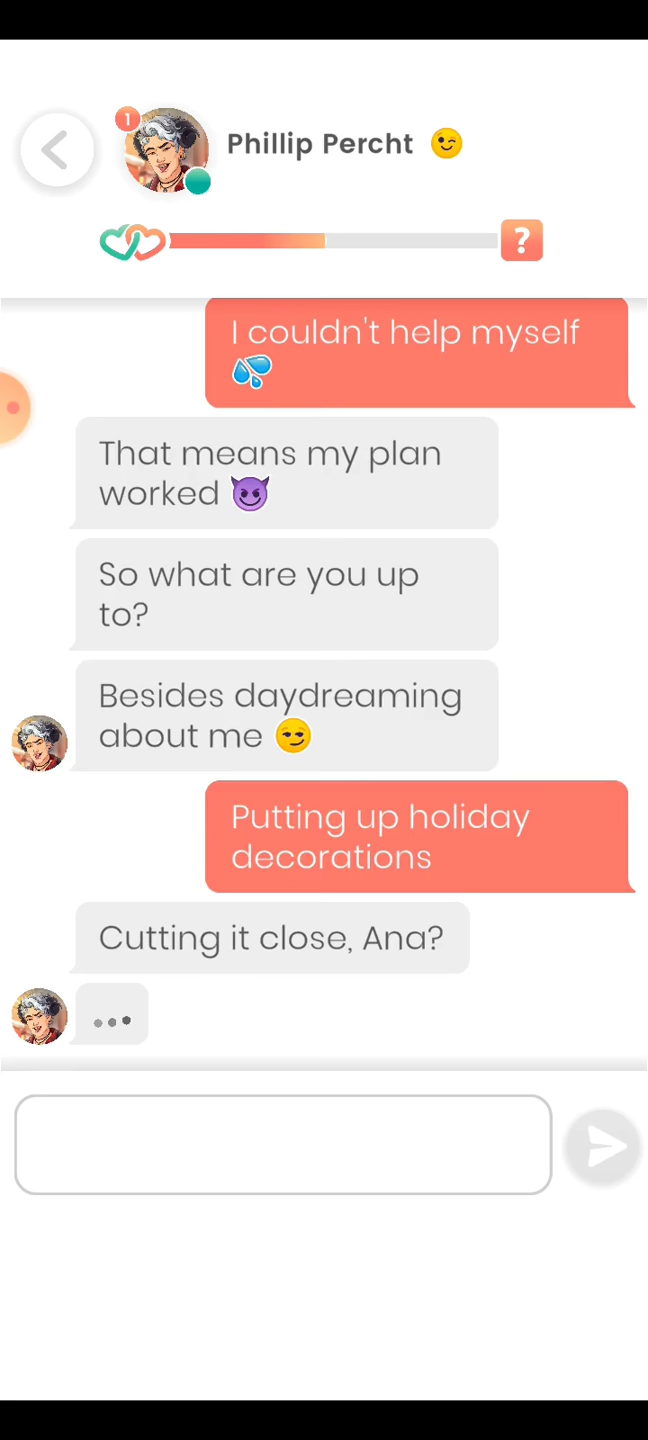 1
Phillip Percht 😉
?
I couldn't help myself
💦
That means my plan
worked 😈
So what are you up
to?
Besides daydreaming
about me 😏
Putting up holiday
decorations
Cutting it close, Ana?
...